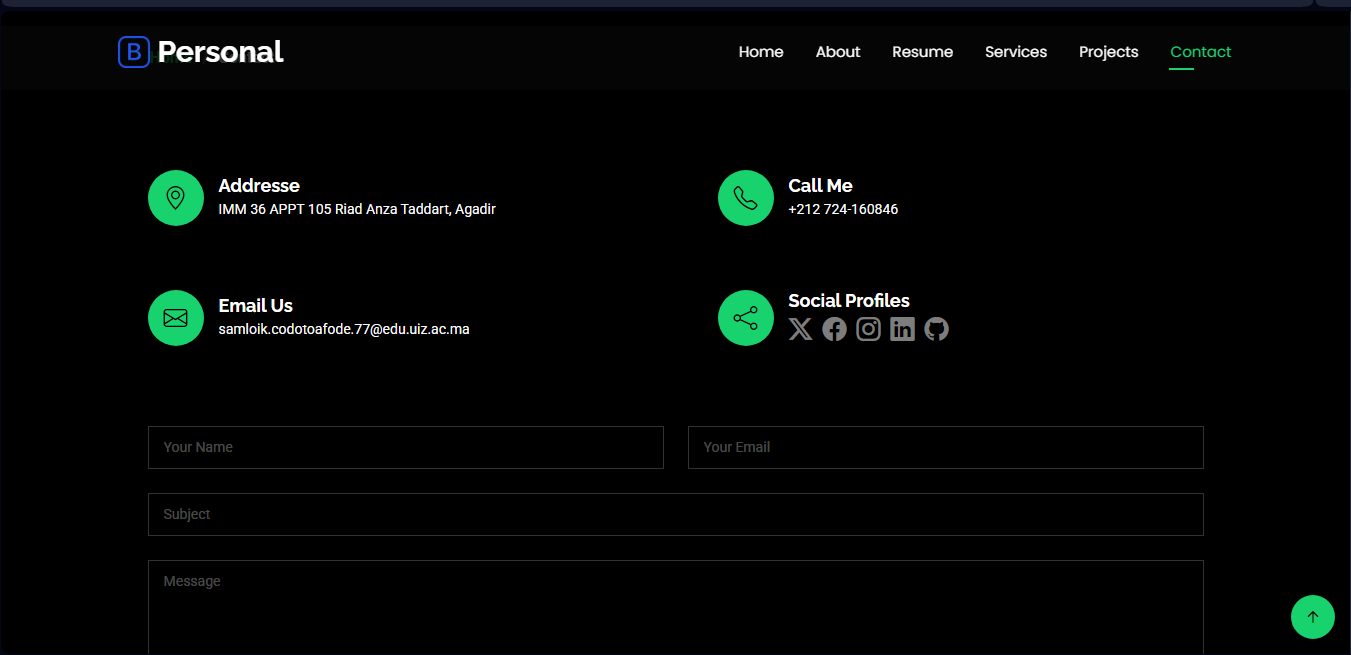 B Personal
Home About Resume Services Projects Contact
Addresse
IMM 36 APPT 105 Riad Anza Taddart, Agadir
Call Me
+212 724-160846
Email Us
samloik.codotoafode.77@edu.uiz.ac.ma
Social Profiles
Your Name
Your Email
Subject
Message